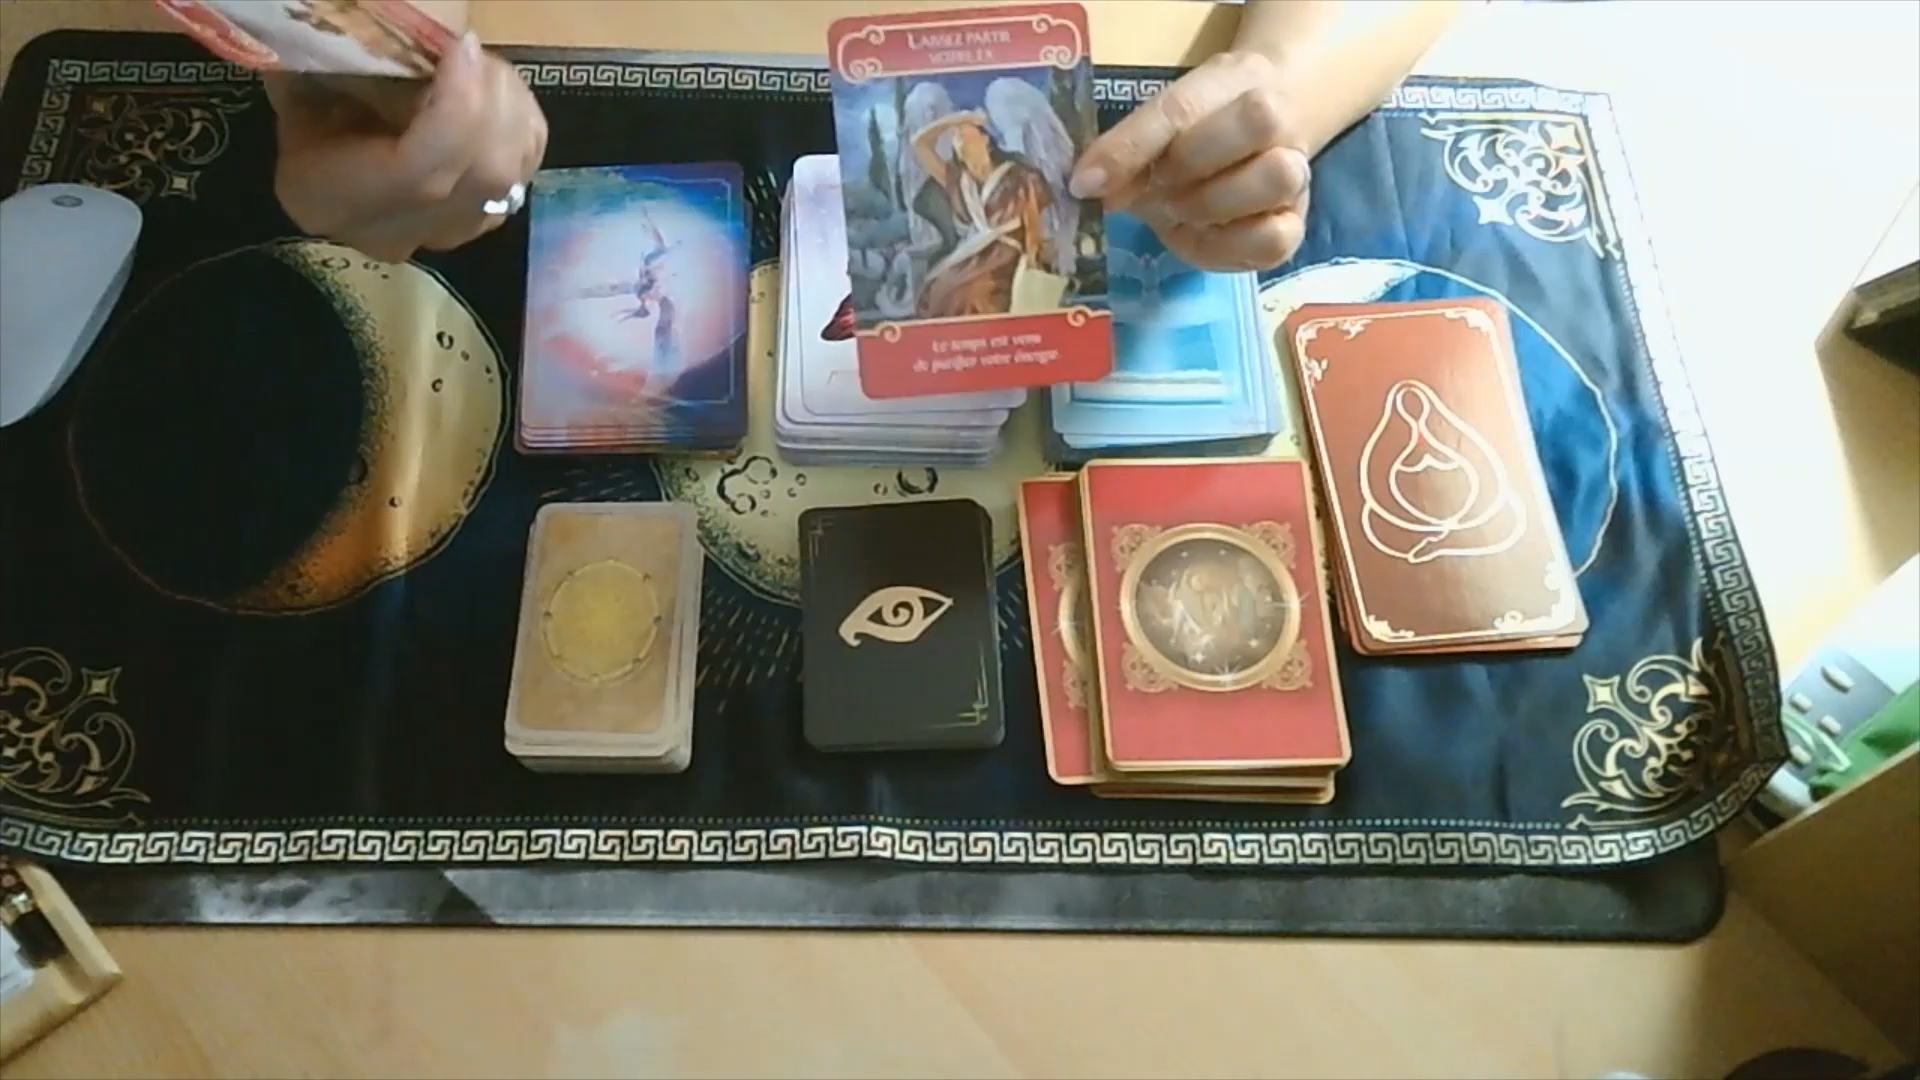 LAISSEZ PARTIR
VOTRE EX
Le temps est venu
de purifier votre énergie.